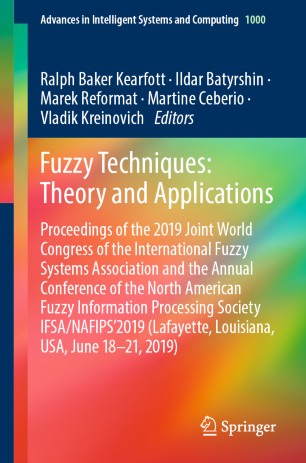 Advances in Intelligent Systems and Computing 1000
Ralph Baker Kearfott · Ildar Batyrshin ·
Marek Reformat · Martine Ceberio ·
Vladik Kreinovich Editors
Fuzzy Techniques:
Theory and Applications
Proceedings of the 2019 Joint World
Congress of the International Fuzzy
Systems Association and the Annual
Conference of the North American
Fuzzy Information Processing Society
IFSA/NAFIPS'2019 (Lafayette, Louisiana,
USA, June 18–21, 2019)
Springer